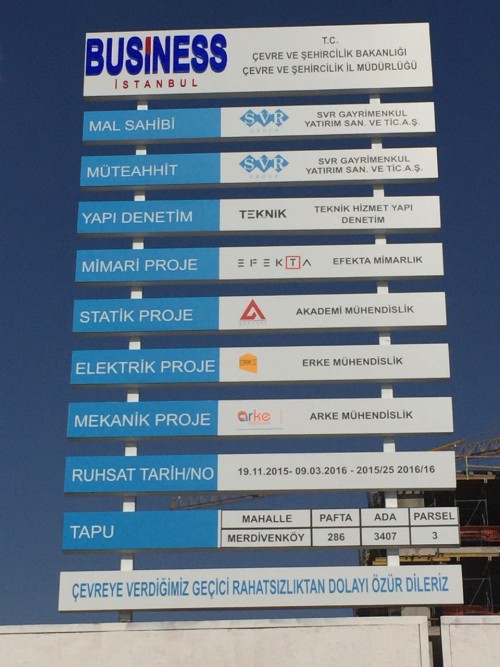 BUSINESS
İSTANBUL
T.C.
ÇEVRE VE ŞEHİRCİLİK BAKANLIĞI
ÇEVRE VE ŞEHİRCİLİK İL MÜDÜRLÜĞÜ
MAL SAHİBİ
SVR
GROUP
SVR GAYRİMENKUL
YATIRIM SAN. VE TİC.A.Ş.
MÜTEAHHİT
SVR
GROUP
SVR GAYRİMENKUL
YATIRIM SAN. VE TİC.A.Ş.
YAPI DENETİM
TEKNİK
TEKNİK HİZMET YAPI
DENETİM
MİMARİ PROJE
EFEKTA
EFEKTA MİMARLIK
STATİK PROJE
AKADEMİ MÜHENDİSLİK
ELEKTRİK PROJE
ERKE
ERKE MÜHENDİSLİK
MEKANİK PROJE
arke
ARKE MÜHENDİSLİK
RUHSAT TARİH/NO
19.11.2015- 09.03.2016 - 2015/25 2016/16
TAPU
MAHALLE PAFTA ADA PARSEL
MERDİVENKÖY 286 3407 3
ÇEVREYE VERDİĞİMİZ GEÇİCİ RAHATSIZLIKTAN DOLAYI ÖZÜR DİLERİZ